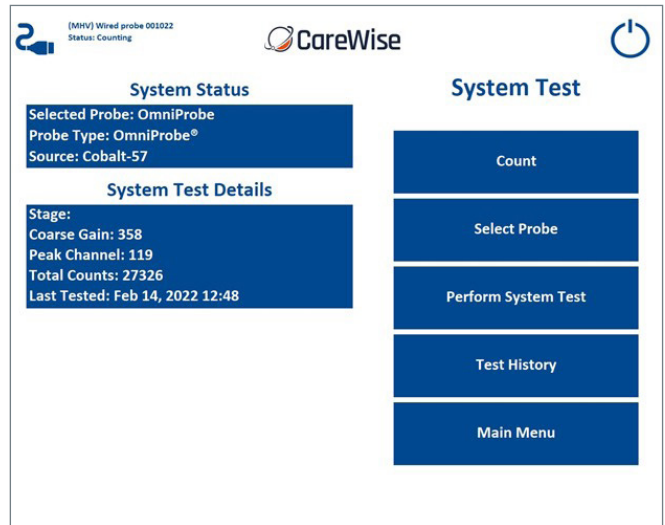 (MHV) Wired probe 001022
Status: Counting
CareWise
System Status
Selected Probe: OmniProbe
Probe Type: OmniProbe®
Source: Cobalt-57
System Test Details
Stage:
Coarse Gain: 358
Peak Channel: 119
Total Counts: 27326
Last Tested: Feb 14, 2022 12:48
System Test
Count
Select Probe
Perform System Test
Test History
Main Menu